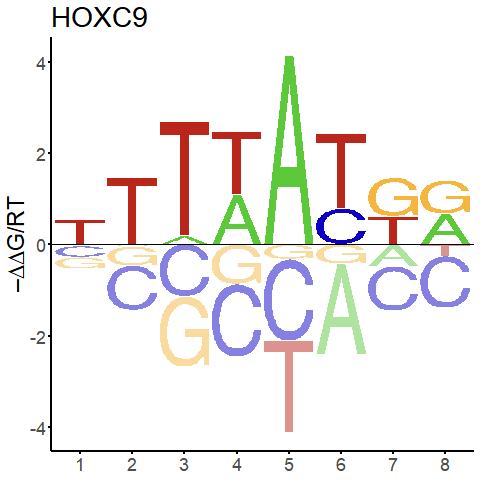 HOXC9
−ΔΔG/RT
4
2
0
-2
-4
T T T T A T G G
A C T A
C G C G G G A T
G C G C C A C C
T
1 2 3 4 5 6 7 8